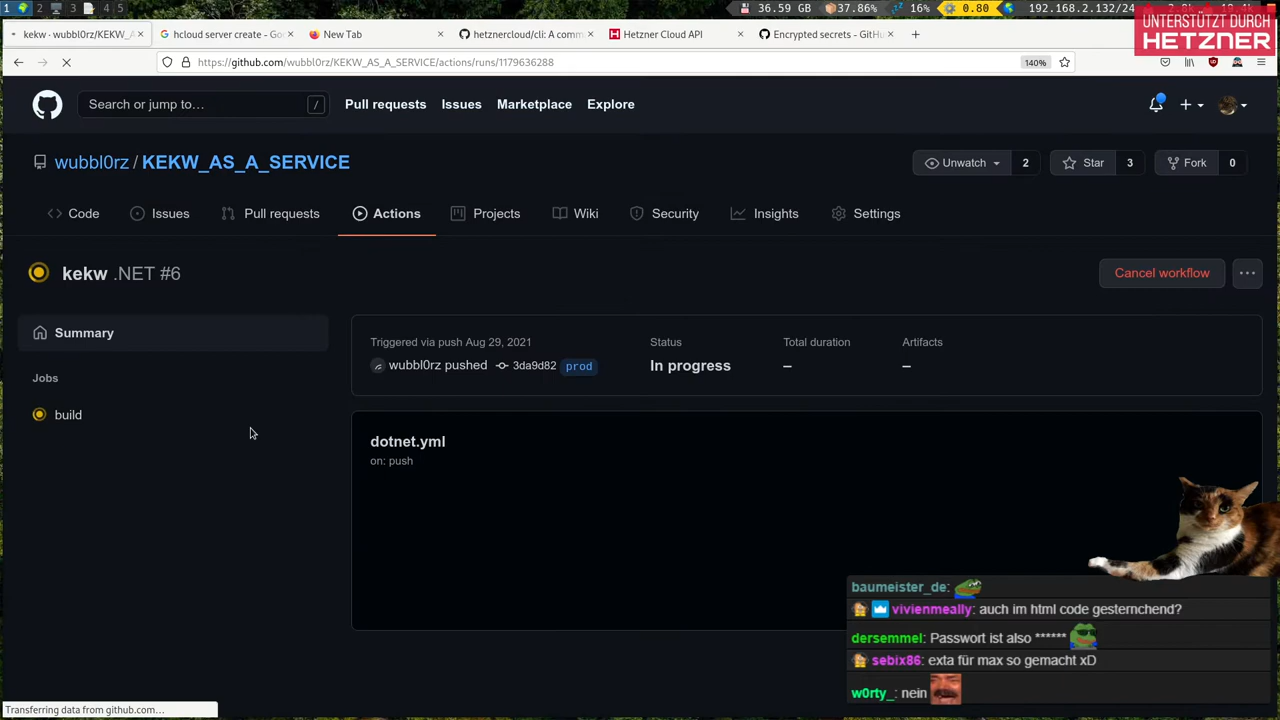 1 2 3 4 5
36.59 GB 37.86% 16% 0.80 192.168.2.132/24
UNTERSTÜTZT DURCH
HETZNER
kekw · wubbl0rz/KEKW_A
hcloud server create - Go
New Tab
hetznercloud/cli: A comm
Hetzner Cloud API
Encrypted secrets - GitHu
https://github.com/wubbl0rz/KEKW_AS_A_SERVICE/actions/runs/1179636288
140%
Search or jump to…
/
Pull requests
Issues
Marketplace
Explore
wubbl0rz / KEKW_AS_A_SERVICE
Unwatch 2
Star 3
Fork 0
Code
Issues
Pull requests
Actions
Projects
Wiki
Security
Insights
Settings
kekw .NET #6
Cancel workflow
Summary
Jobs
build
Triggered via push Aug 29, 2021
wubbl0rz pushed 3da9d82 prod
Status
In progress
Total duration
–
Artifacts
–
dotnet.yml
on: push
baumeister_de:
vivienmeally: auch im html code gesternchend?
dersemmel: Passwort ist also ******
sebix86: exta für max so gemacht xD
w0rty_: nein
Transferring data from github.com…